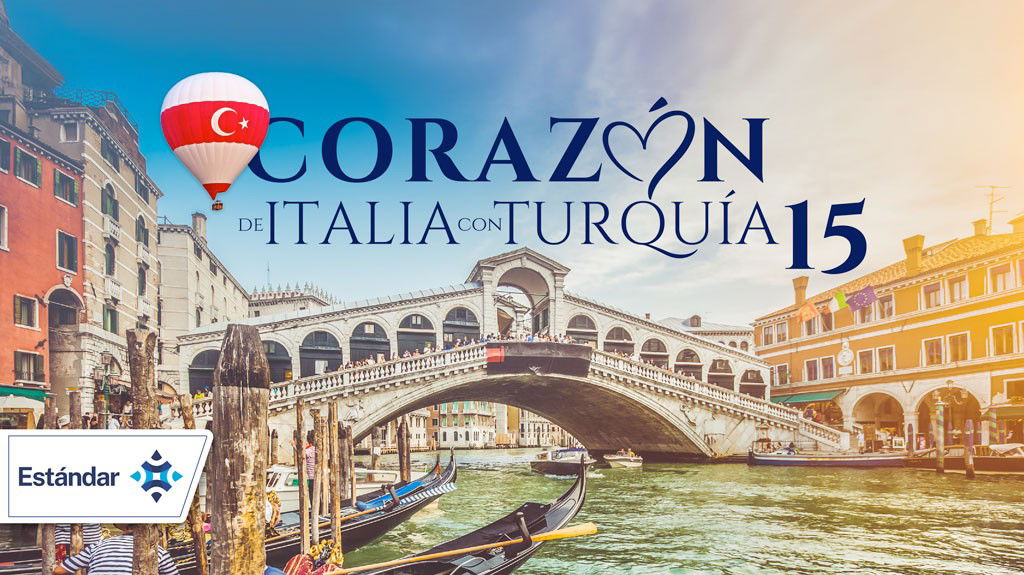 CORAZÓN
DE ITALIA CON TURQUÍA 15
Estándar